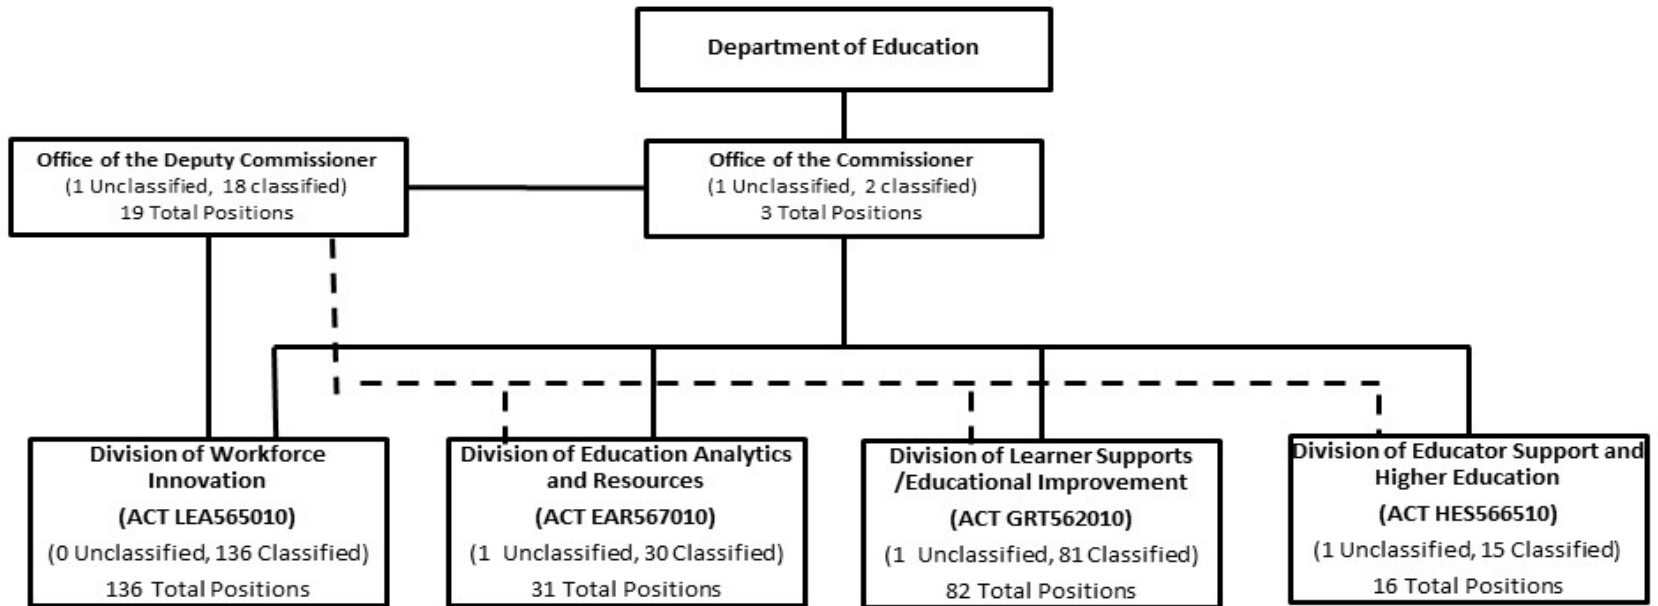 Department of Education
Office of the Deputy Commissioner
(1 Unclassified, 18 classified)
19 Total Positions
Office of the Commissioner
(1 Unclassified, 2 classified)
3 Total Positions
Division of Workforce
Innovation
(ACT LEA565010)
(0 Unclassified, 136 Classified)
136 Total Positions
Division of Education Analytics
and Resources
(ACT EAR567010)
(1 Unclassified, 30 Classified)
31 Total Positions
Division of Learner Supports
/Educational Improvement
(ACT GRT562010)
(1 Unclassified, 81 Classified)
82 Total Positions
Division of Educator Support and
Higher Education
(ACT HES566510)
(1 Unclassified, 15 Classified)
16 Total Positions